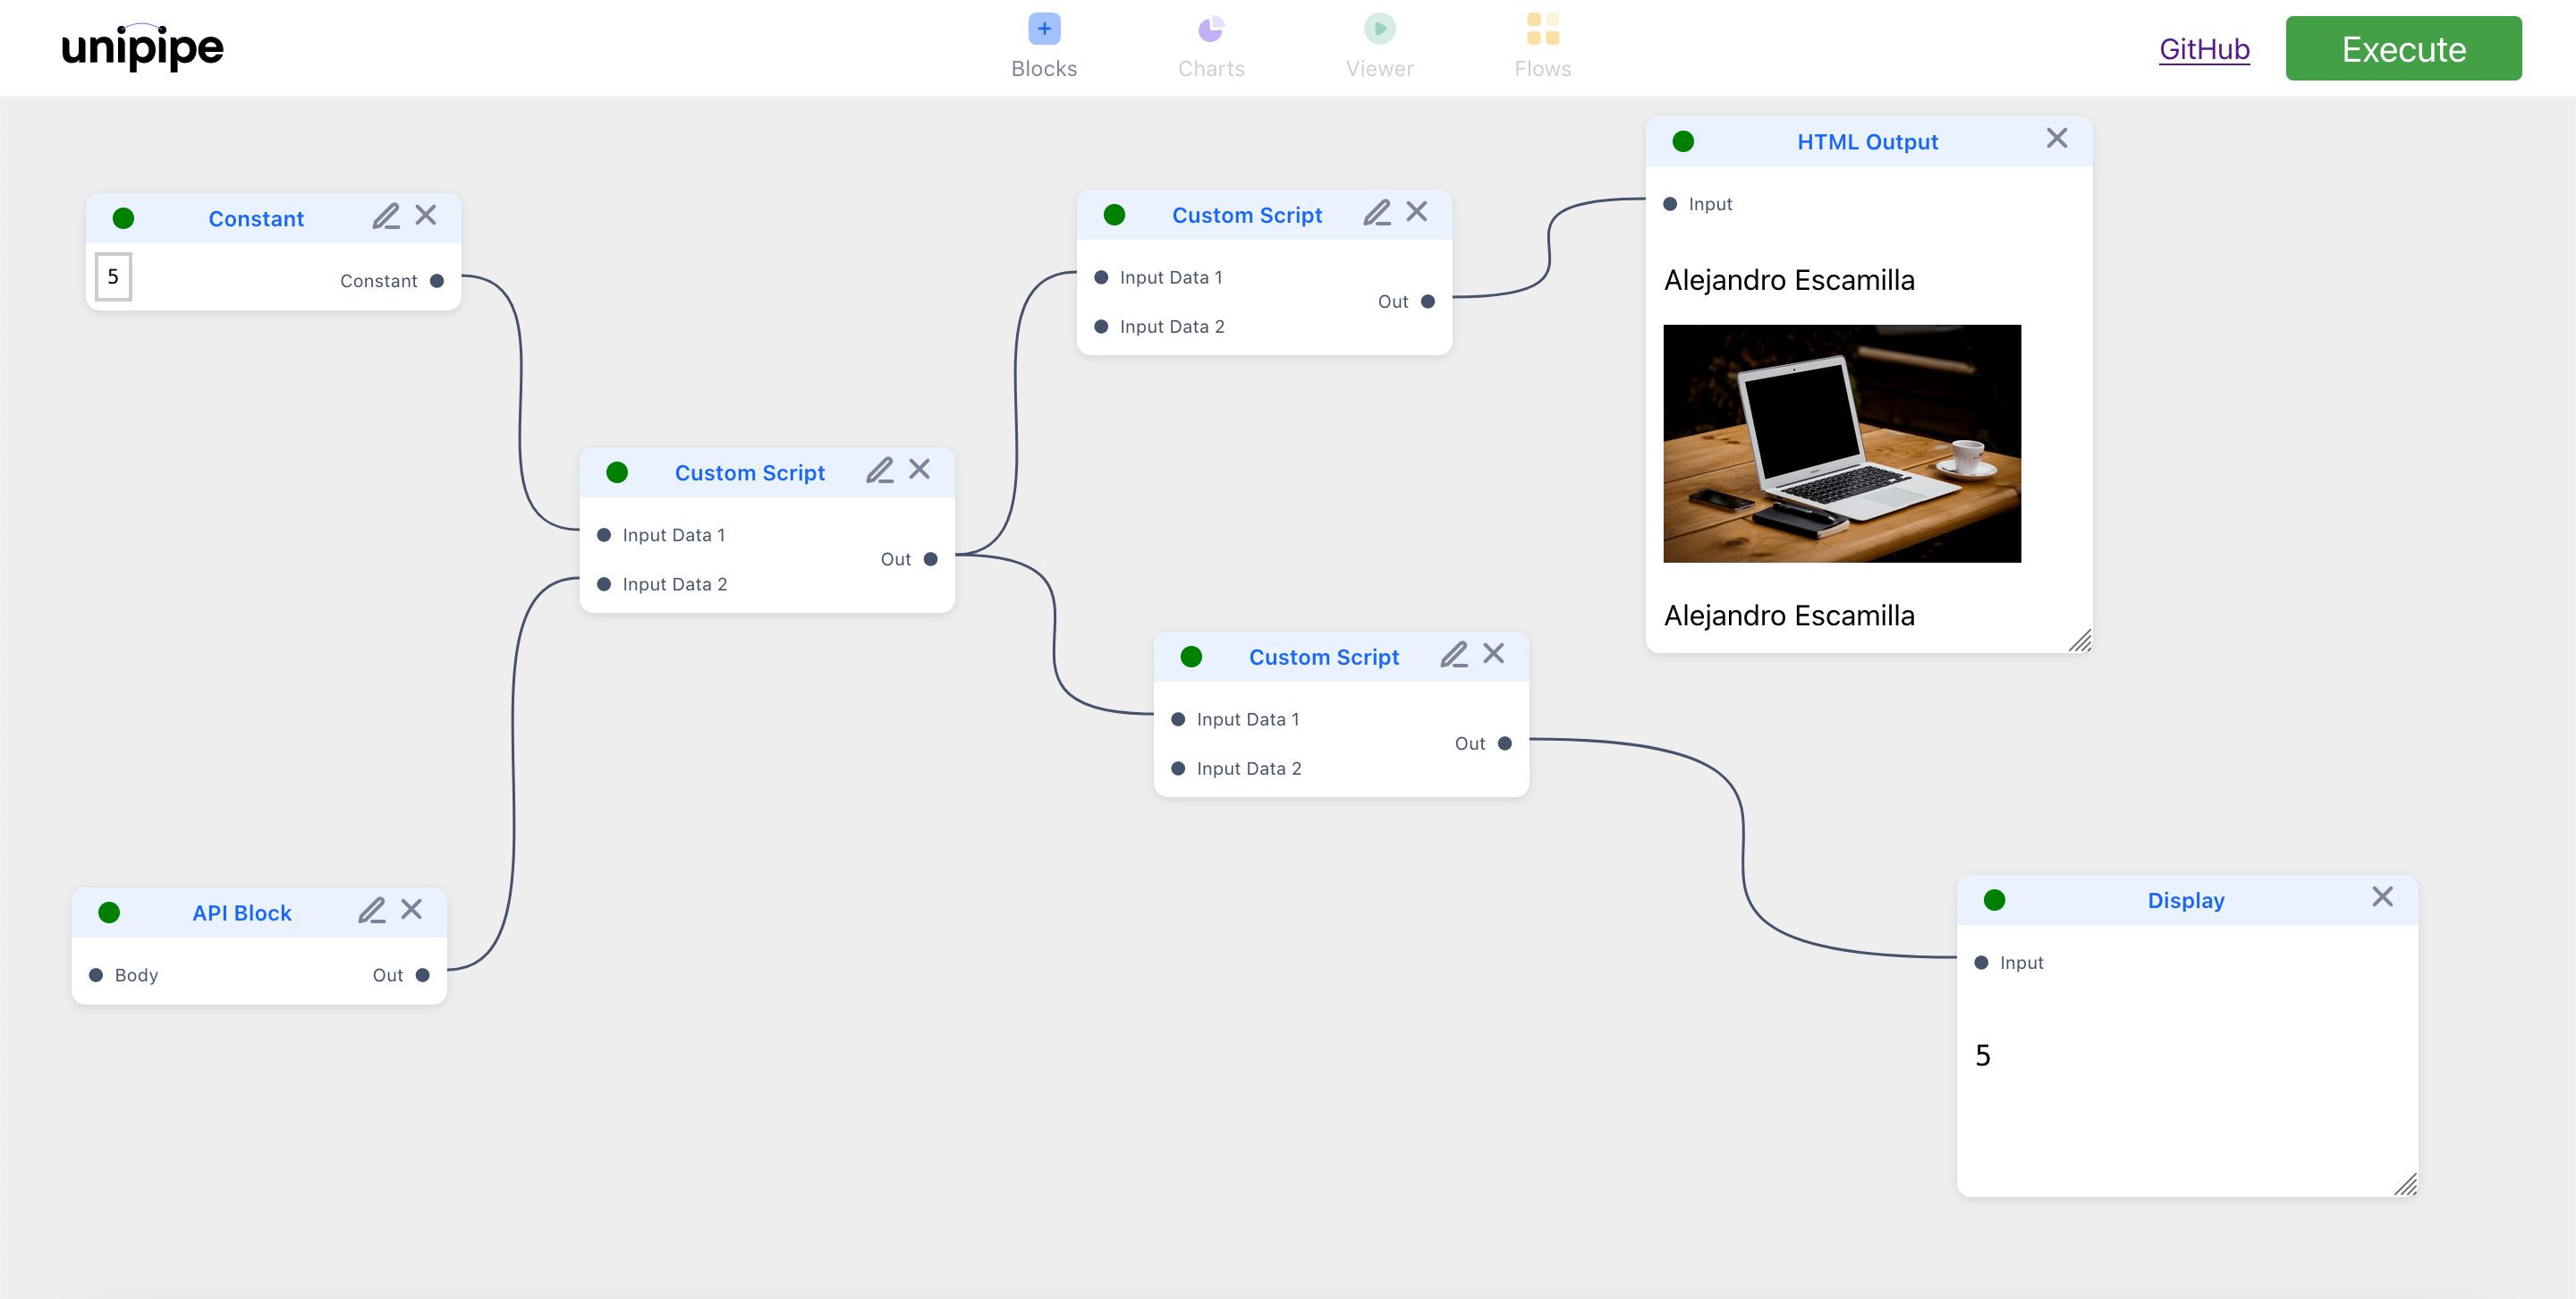 unipipe
Blocks
Charts
Viewer
Flows
GitHub
Execute
Constant
5
Constant
Custom Script
Input Data 1
Input Data 2
Out
HTML Output
Input
Alejandro Escamilla
Alejandro Escamilla
Custom Script
Input Data 1
Input Data 2
Out
Custom Script
Input Data 1
Input Data 2
Out
API Block
Body
Out
Display
Input
5